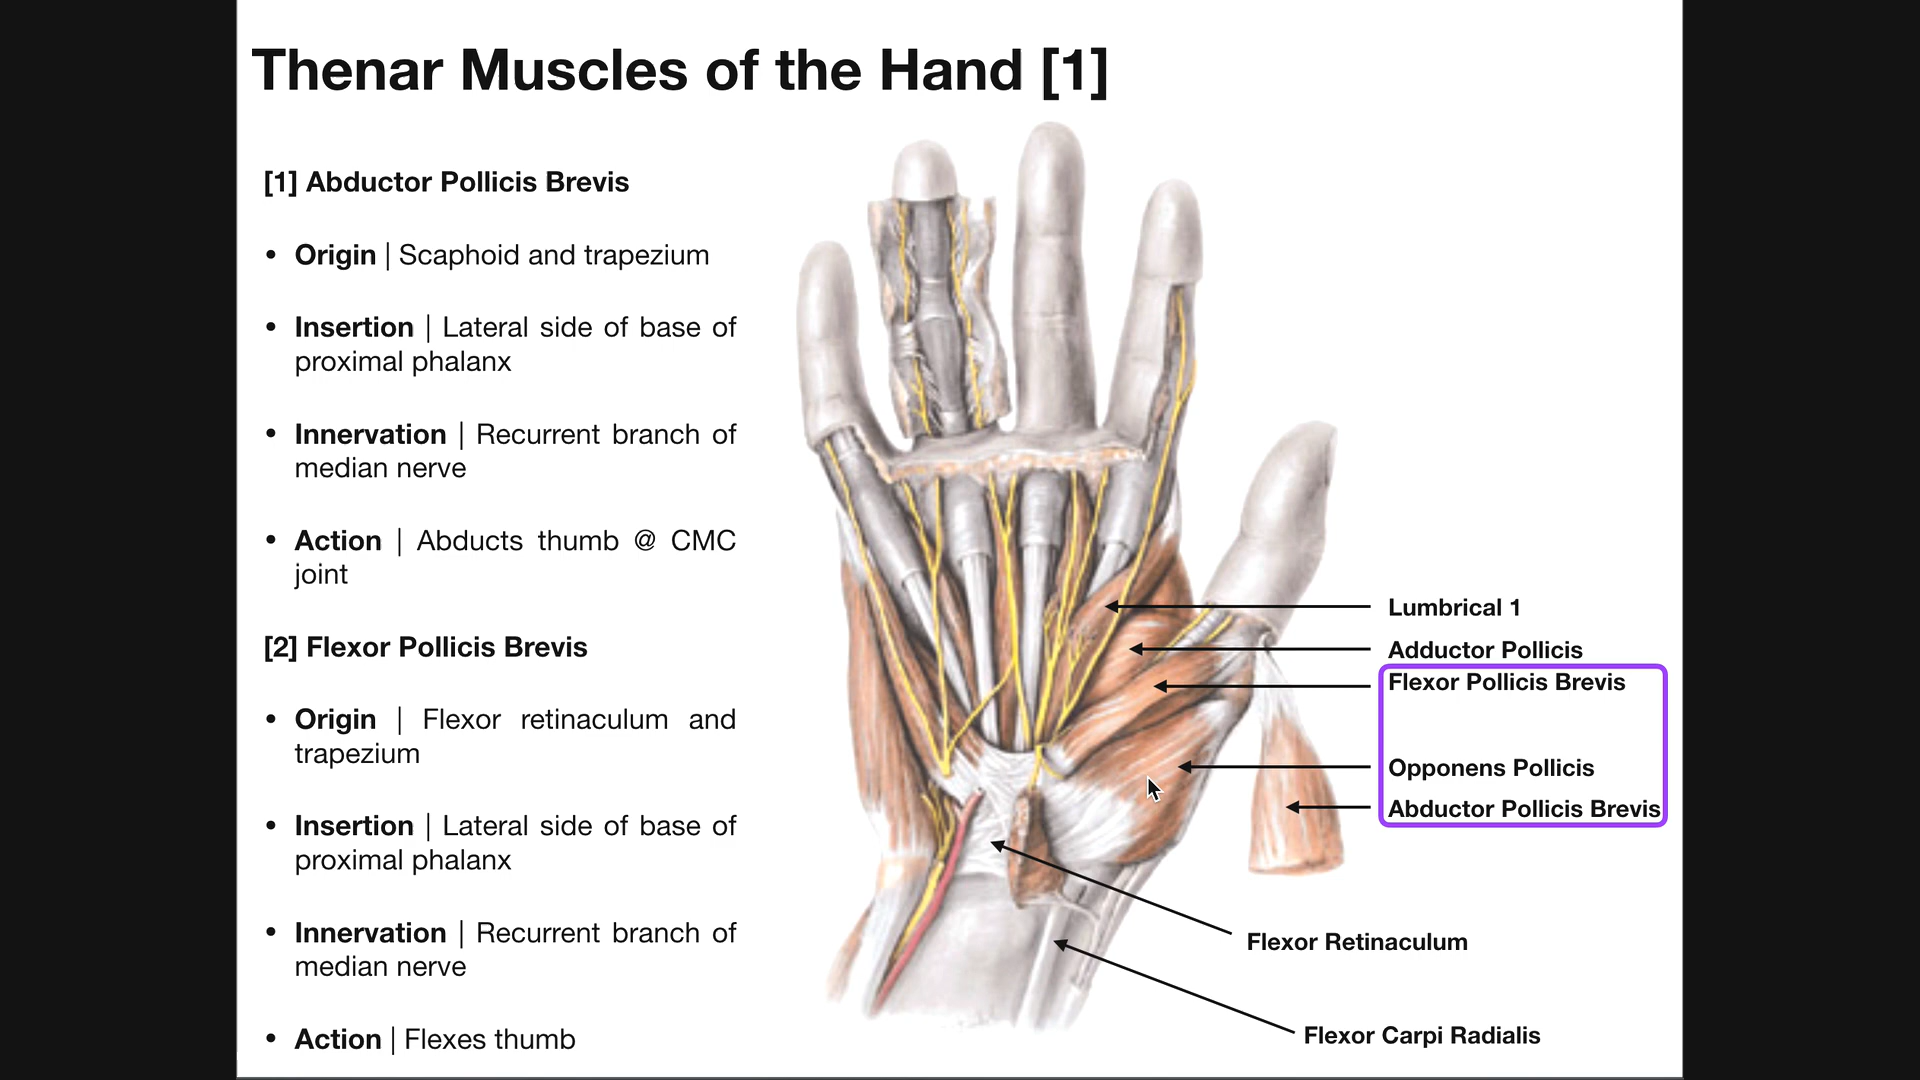 Thenar Muscles of the Hand [1]
[1] Abductor Pollicis Brevis
• Origin | Scaphoid and trapezium
• Insertion | Lateral side of base of
proximal phalanx
• Innervation | Recurrent branch of
median nerve
• Action | Abducts thumb @ CMC
joint
[2] Flexor Pollicis Brevis
• Origin | Flexor retinaculum and
trapezium
• Insertion | Lateral side of base of
proximal phalanx
• Innervation | Recurrent branch of
median nerve
• Action | Flexes thumb
Lumbrical 1
Adductor Pollicis
Flexor Pollicis Brevis
Opponens Pollicis
Abductor Pollicis Brevis
Flexor Retinaculum
Flexor Carpi Radialis